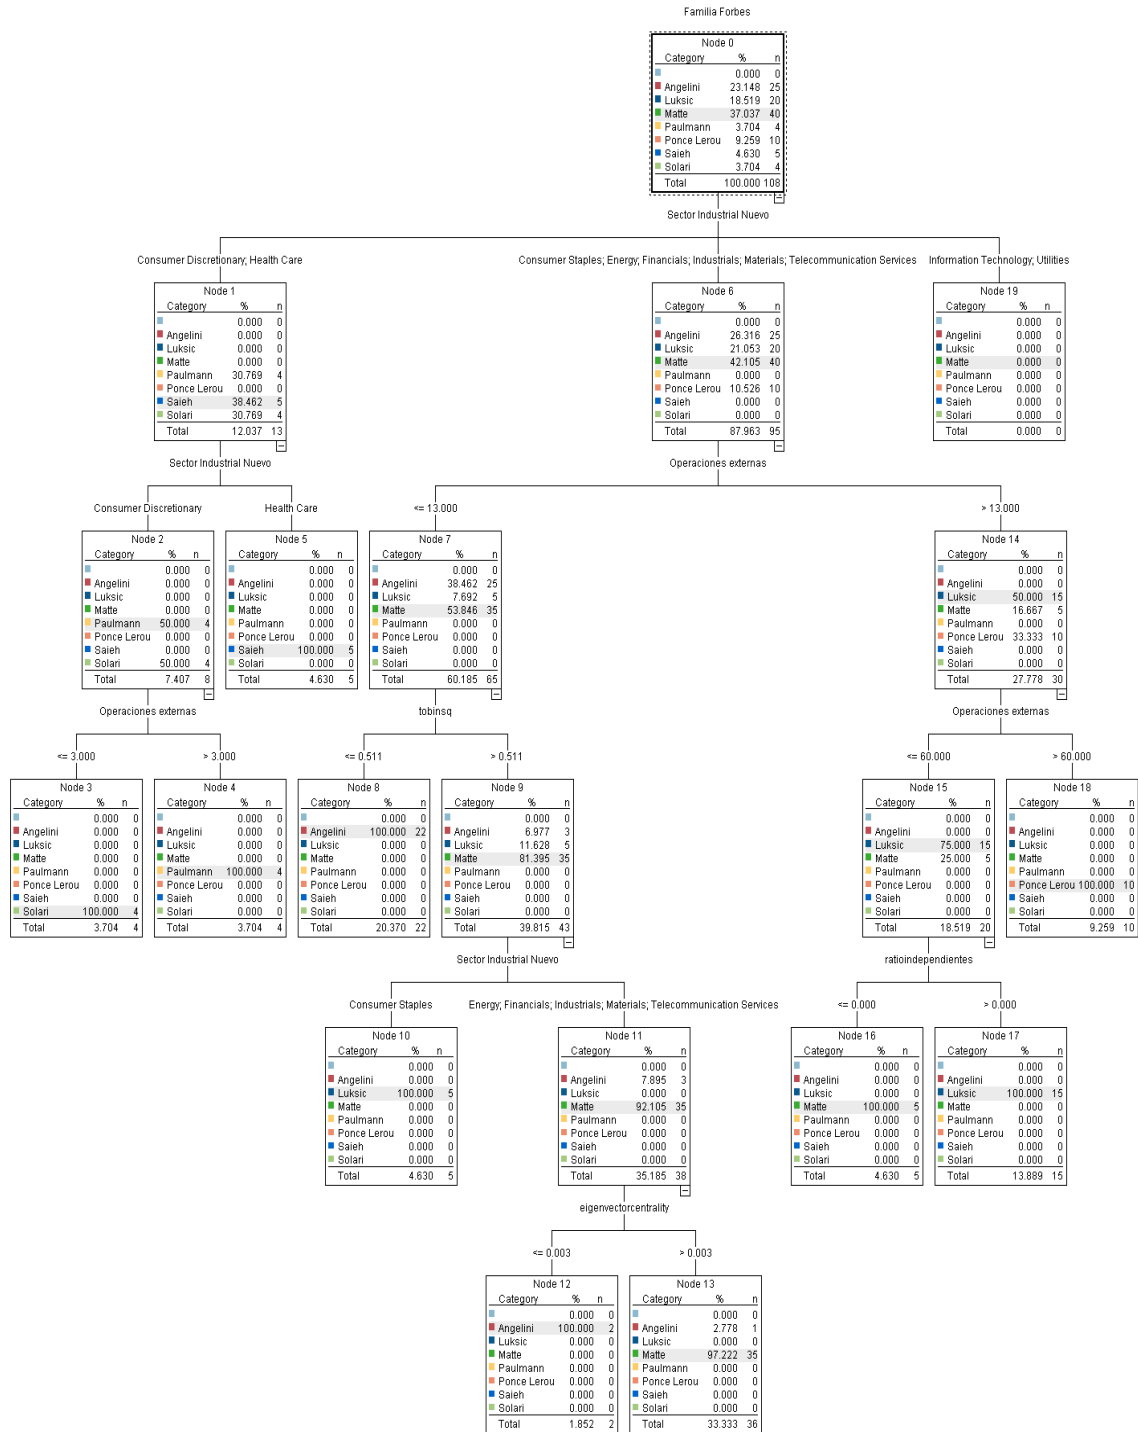 Familia Forbes
Node 0
Category % n
0.000 0
Angelini 23.148 25
Luksic 18.519 20
Matte 37.037 40
Paulmann 3.704 4
Ponce Lerou 9.259 10
Saieh 4.630 5
Solari 3.704 4
Total 100.000 108
Sector Industrial Nuevo
Consumer Discretionary; Health Care
Consumer Staples; Energy; Financials; Industrials; Materials; Telecommunication Services
Information Technology; Utilities
Node 1
Category % n
0.000 0
Angelini 0.000 0
Luksic 0.000 0
Matte 0.000 0
Paulmann 30.769 4
Ponce Lerou 0.000 0
Saieh 38.462 5
Solari 30.769 4
Total 12.037 13
Node 6
Category % n
0.000 0
Angelini 26.316 25
Luksic 21.053 20
Matte 42.105 40
Paulmann 0.000 0
Ponce Lerou 10.526 10
Saieh 0.000 0
Solari 0.000 0
Total 87.963 95
Node 19
Category % n
0.000 0
Angelini 0.000 0
Luksic 0.000 0
Matte 0.000 0
Paulmann 0.000 0
Ponce Lerou 0.000 0
Saieh 0.000 0
Solari 0.000 0
Total 0.000 0
Sector Industrial Nuevo
Operaciones externas
Consumer Discretionary
Health Care
<= 13.000
> 13.000
Node 2
Category % n
0.000 0
Angelini 0.000 0
Luksic 0.000 0
Matte 0.000 0
Paulmann 50.000 4
Ponce Lerou 0.000 0
Saieh 0.000 0
Solari 50.000 4
Total 7.407 8
Node 5
Category % n
0.000 0
Angelini 0.000 0
Luksic 0.000 0
Matte 0.000 0
Paulmann 0.000 0
Ponce Lerou 0.000 0
Saieh 100.000 5
Solari 0.000 0
Total 4.630 5
Node 7
Category % n
0.000 0
Angelini 38.462 25
Luksic 7.692 5
Matte 53.846 35
Paulmann 0.000 0
Ponce Lerou 0.000 0
Saieh 0.000 0
Solari 0.000 0
Total 60.185 65
Node 14
Category % n
0.000 0
Angelini 0.000 0
Luksic 50.000 15
Matte 16.667 5
Paulmann 0.000 0
Ponce Lerou 33.333 10
Saieh 0.000 0
Solari 0.000 0
Total 27.778 30
Operaciones externas
tobinsq
Operaciones externas
<= 3.000
> 3.000
<= 0.511
> 0.511
<= 60.000
> 60.000
Node 3
Category % n
0.000 0
Angelini 0.000 0
Luksic 0.000 0
Matte 0.000 0
Paulmann 0.000 0
Ponce Lerou 0.000 0
Saieh 0.000 0
Solari 100.000 4
Total 3.704 4
Node 4
Category % n
0.000 0
Angelini 0.000 0
Luksic 0.000 0
Matte 0.000 0
Paulmann 100.000 4
Ponce Lerou 0.000 0
Saieh 0.000 0
Solari 0.000 0
Total 3.704 4
Node 8
Category % n
0.000 0
Angelini 100.000 22
Luksic 0.000 0
Matte 0.000 0
Paulmann 0.000 0
Ponce Lerou 0.000 0
Saieh 0.000 0
Solari 0.000 0
Total 20.370 22
Node 9
Category % n
0.000 0
Angelini 6.977 3
Luksic 11.628 5
Matte 81.395 35
Paulmann 0.000 0
Ponce Lerou 0.000 0
Saieh 0.000 0
Solari 0.000 0
Total 39.815 43
Node 15
Category % n
0.000 0
Angelini 0.000 0
Luksic 75.000 15
Matte 25.000 5
Paulmann 0.000 0
Ponce Lerou 0.000 0
Saieh 0.000 0
Solari 0.000 0
Total 18.519 20
Node 18
Category % n
0.000 0
Angelini 0.000 0
Luksic 0.000 0
Matte 0.000 0
Paulmann 0.000 0
Ponce Lerou 100.000 10
Saieh 0.000 0
Solari 0.000 0
Total 9.259 10
Sector Industrial Nuevo
ratioindependientes
Consumer Staples
Energy; Financials; Industrials; Materials; Telecommunication Services
<= 0.000
> 0.000
Node 10
Category % n
0.000 0
Angelini 0.000 0
Luksic 100.000 5
Matte 0.000 0
Paulmann 0.000 0
Ponce Lerou 0.000 0
Saieh 0.000 0
Solari 0.000 0
Total 4.630 5
Node 11
Category % n
0.000 0
Angelini 7.895 3
Luksic 0.000 0
Matte 92.105 35
Paulmann 0.000 0
Ponce Lerou 0.000 0
Saieh 0.000 0
Solari 0.000 0
Total 35.185 38
Node 16
Category % n
0.000 0
Angelini 0.000 0
Luksic 0.000 0
Matte 100.000 5
Paulmann 0.000 0
Ponce Lerou 0.000 0
Saieh 0.000 0
Solari 0.000 0
Total 4.630 5
Node 17
Category % n
0.000 0
Angelini 0.000 0
Luksic 100.000 15
Matte 0.000 0
Paulmann 0.000 0
Ponce Lerou 0.000 0
Saieh 0.000 0
Solari 0.000 0
Total 13.889 15
eigenvectorcentrality
<= 0.003
> 0.003
Node 12
Category % n
0.000 0
Angelini 100.000 2
Luksic 0.000 0
Matte 0.000 0
Paulmann 0.000 0
Ponce Lerou 0.000 0
Saieh 0.000 0
Solari 0.000 0
Total 1.852 2
Node 13
Category % n
0.000 0
Angelini 2.778 1
Luksic 0.000 0
Matte 97.222 35
Paulmann 0.000 0
Ponce Lerou 0.000 0
Saieh 0.000 0
Solari 0.000 0
Total 33.333 36